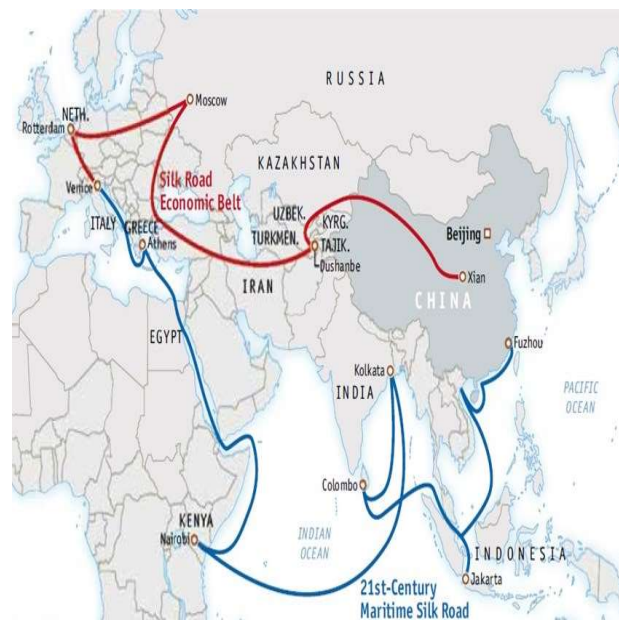 RUSSIA
Moscow
NETH.
Rotterdam
KAZAKHSTAN
Silk Road
Economic Belt
Venice
UZBEK.
KYRG.
ITALY
GREECE
TURKMEN.
TAJIK.
Beijing
Athens
Dushanbe
IRAN
Xian
CHINA
EGYPT
Fuzhou
Kolkata
INDIA
PACIFIC
OCEAN
Colombo
KENYA
Nairobi
INDIAN
OCEAN
INDONESIA
Jakarta
21st-Century
Maritime Silk Road